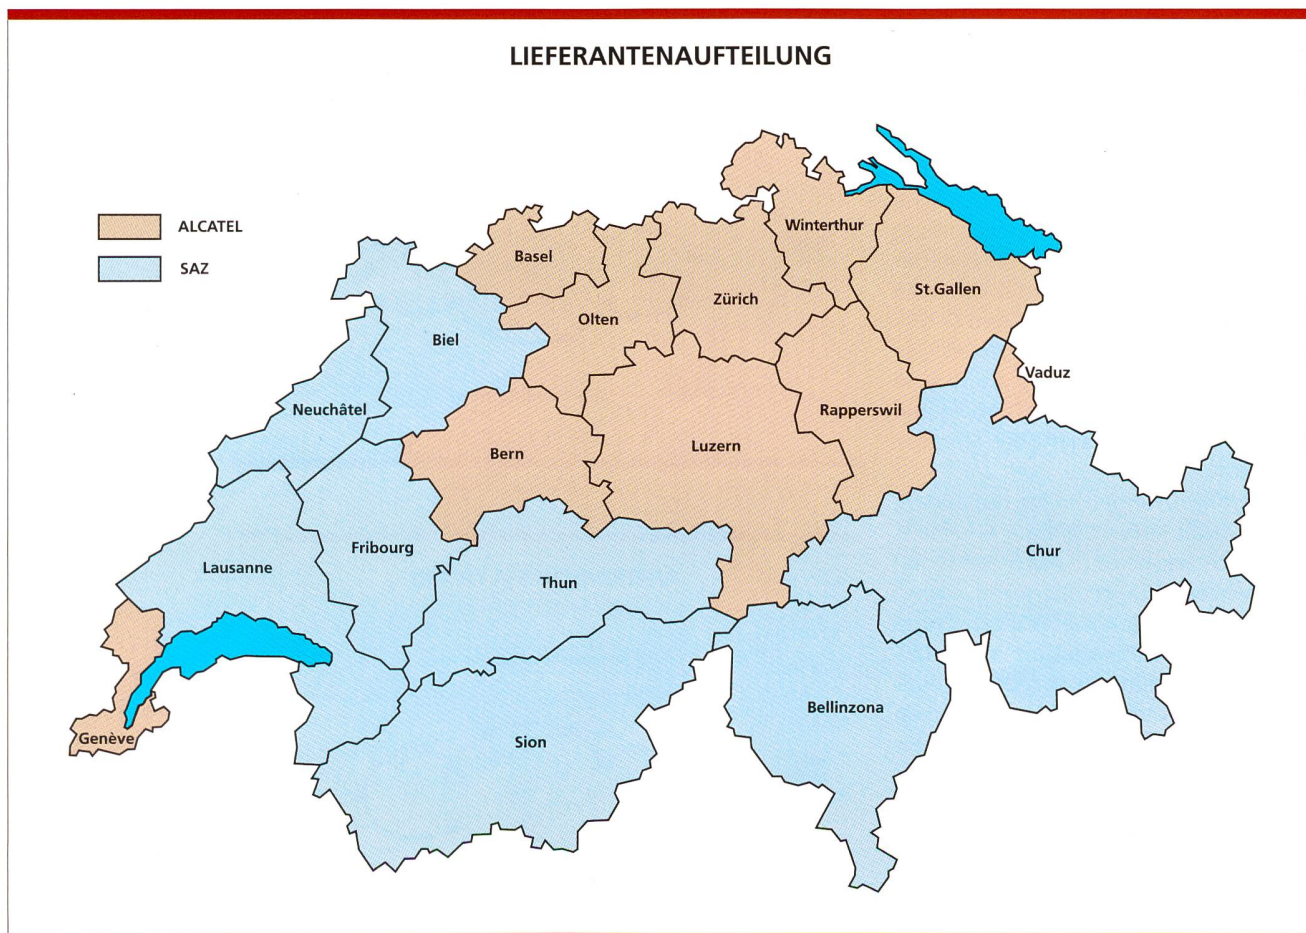 LIEFERANTENAUFTEILUNG
ALCATEL
SAZ
Winterthur
Basel
St.Gallen
Zürich
Olten
Biel
Vaduz
Neuchâtel
Rapperswil
Luzern
Bern
Fribourg
Chur
Lausanne
Thun
Bellinzona
Genève
Sion